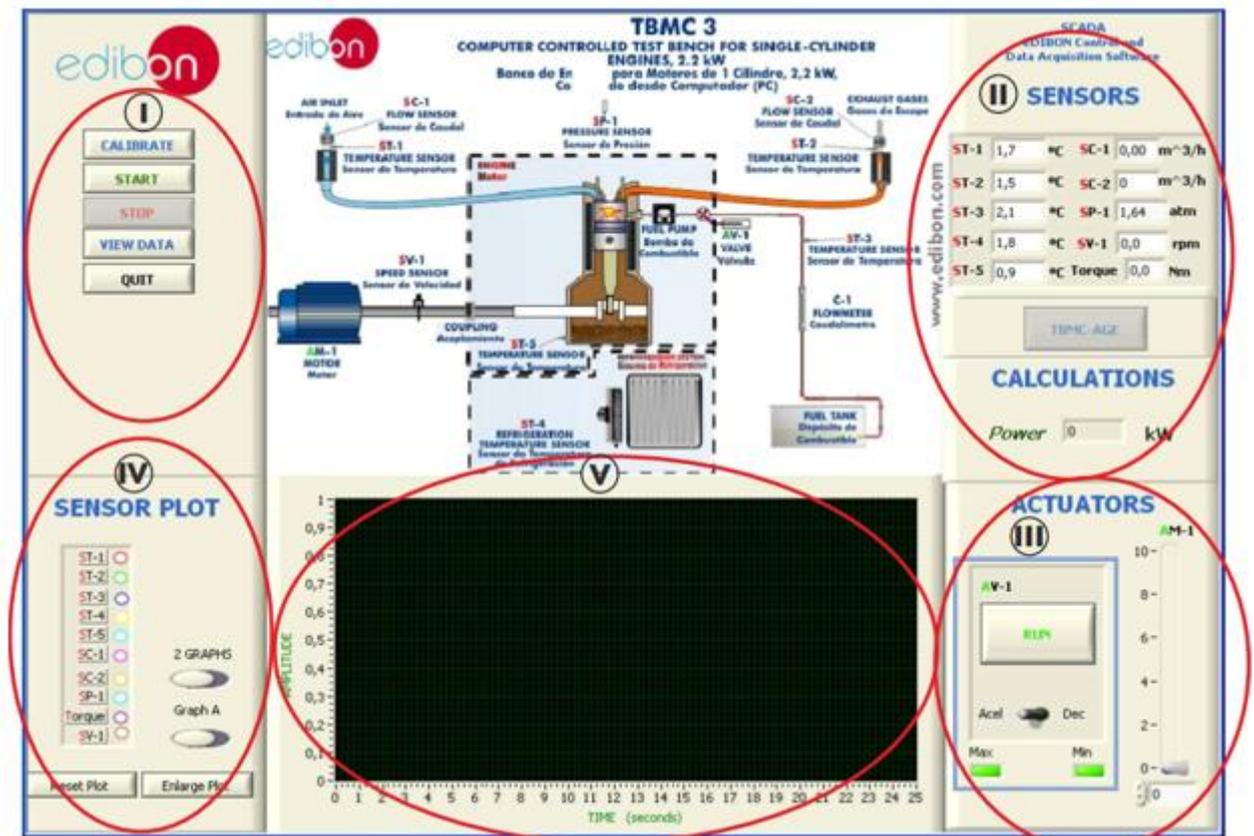 edibon
I
CALIBRATE
START
STOP
VIEW DATA
QUIT
edibon
TBMC 3
COMPUTER CONTROLLED TEST BENCH FOR SINGLE-CYLINDER
ENGINES, 2.2 kW
Banco de En para Motores de 1 Cilindro, 2,2 kW,
Co do desde Computador (PC)
AIR INLET
Entrada de Aire
SC-1
FLOW SENSOR
Sensor de Caudal
ST-1
TEMPERATURE SENSOR
Sensor de Temperatura
SP-1
PRESSURE SENSOR
Sensor de Presión
SC-2
FLOW SENSOR
Sensor de Caudal
EXHAUST GASES
Gases de Escape
ST-2
TEMPERATURE SENSOR
Sensor de Temperatura
ENGINE
Motor
FUEL PUMP
Bomba de
Combustible
AV-1
VALVE
Válvula
ST-3
TEMPERATURE SENSOR
Sensor de Temperatura
SV-1
SPEED SENSOR
Sensor de Velocidad
C-1
FLOWMETER
Caudalímetro
COUPLING
Acoplamiento
AM-1
MOTOR
Motor
ST-5
TEMPERATURE SENSOR
Sensor de Temperatura
ST-4
REFRIGERATION
TEMPERATURE SENSOR
Sensor de Temperatura
de Refrigeración
FUEL TANK
Depósito de
Combustible
www.edibon.com
SCADA
EDIBON Control and
Data Acquisition Software
II SENSORS
ST-1 1,7 ºC SC-1 0,00 m^3/h
ST-2 1,5 ºC SC-2 0 m^3/h
ST-3 2,1 ºC SP-1 1,64 atm
ST-4 1,8 ºC SV-1 0,0 rpm
ST-5 0,9 ºC Torque 0,0 Nm
TBMC-AGE
CALCULATIONS
Power 0 kW
IV
SENSOR PLOT
ST-1
ST-2
ST-3
ST-4
ST-5
SC-1
SC-2
SP-1
Torque
SV-1
2 GRAPHS
Graph A
Reset Plot
Enlarge Plot
V
1
0,9
0,8
0,7
0,6
0,5
0,4
0,3
0,2
0,1
0
AMPLITUDE
0 1 2 3 4 5 6 7 8 9 10 11 12 13 14 15 16 17 18 19 20 21 22 23 24 25
TIME (seconds)
ACTUATORS
III
AM-1
AV-1
RUN
Acel Dec
Max Min
10
8
6
4
2
0
0